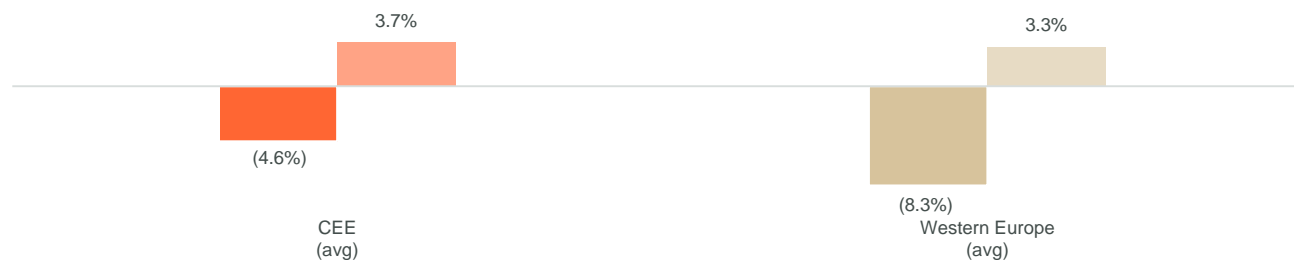 3.7%
3.3%
(4.6%)
(8.3%)
CEE
(avg)
Western Europe
(avg)